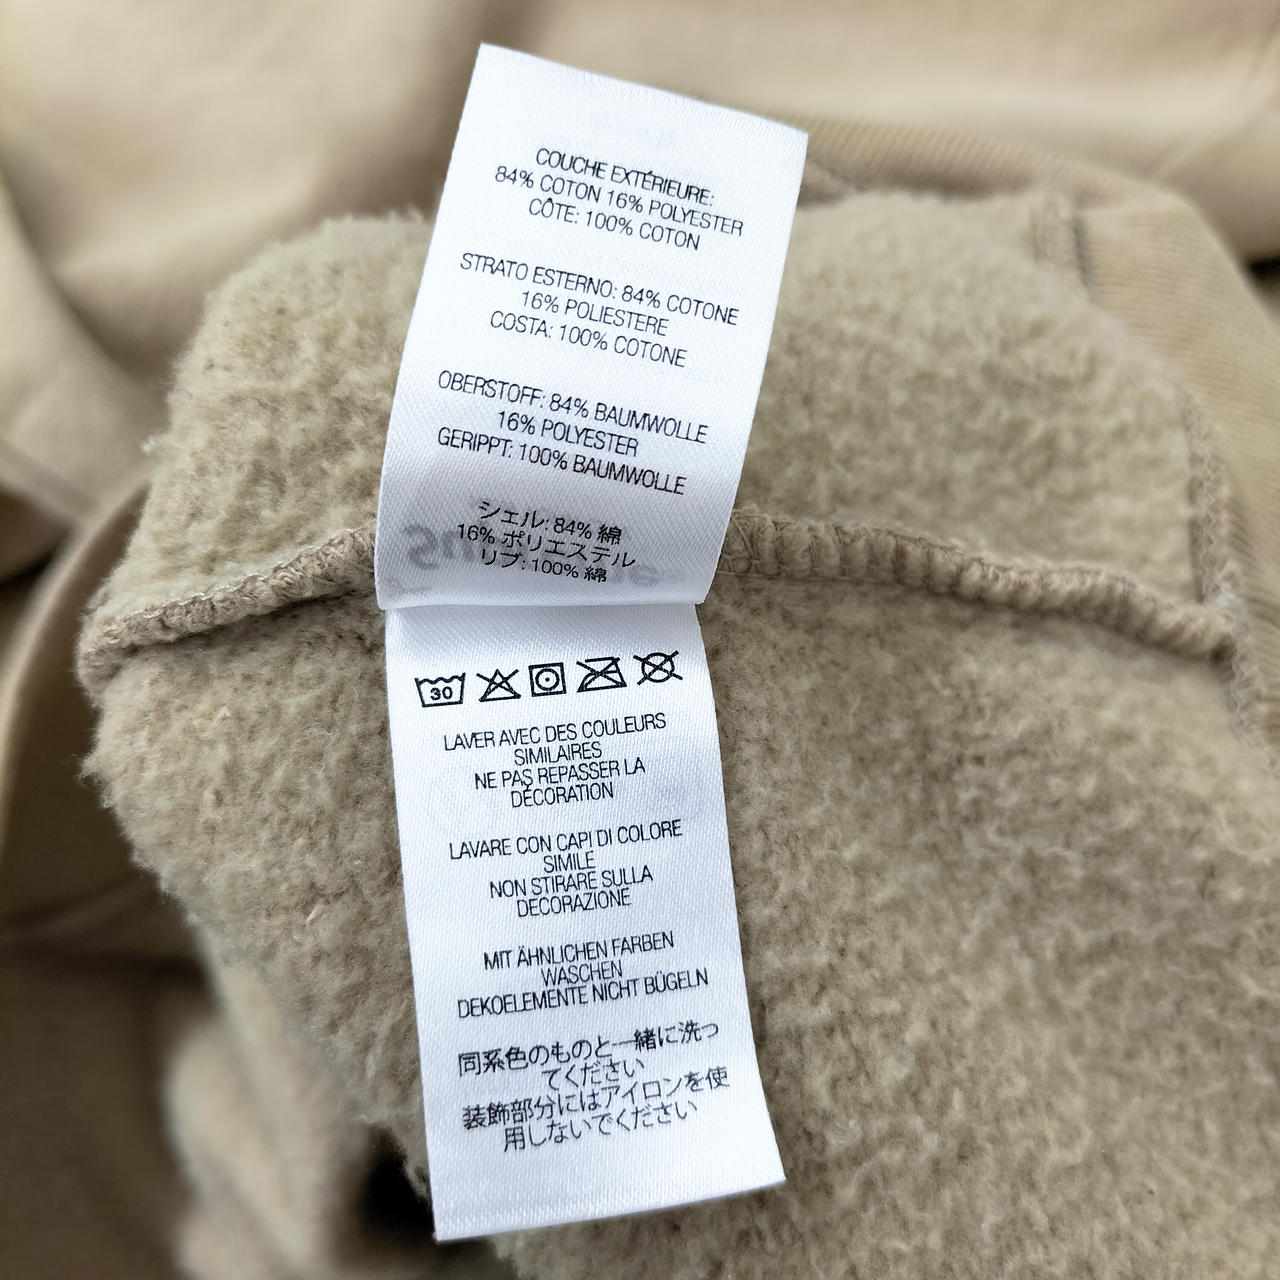 COUCHE EXTÉRIEURE:
84% COTON 16% POLYESTER
CÔTE: 100% COTON
STRATO ESTERNO: 84% COTONE
16% POLIESTERE
COSTA: 100% COTONE
OBERSTOFF: 84% BAUMWOLLE
16% POLYESTER
GERIPPT: 100% BAUMWOLLE
シェル: 84% 綿
16% ポリエステル
リブ: 100% 綿
30
LAVER AVEC DES COULEURS
SIMILAIRES
NE PAS REPASSER LA
DÉCORATION
LAVARE CON CAPI DI COLORE
SIMILE
NON STIRARE SULLA
DECORAZIONE
MIT ÄHNLICHEN FARBEN
WASCHEN
DEKOELEMENTE NICHT BÜGELN
同系色のものと一緒に洗っ
てください
装飾部分にはアイロンを使
用しないでください